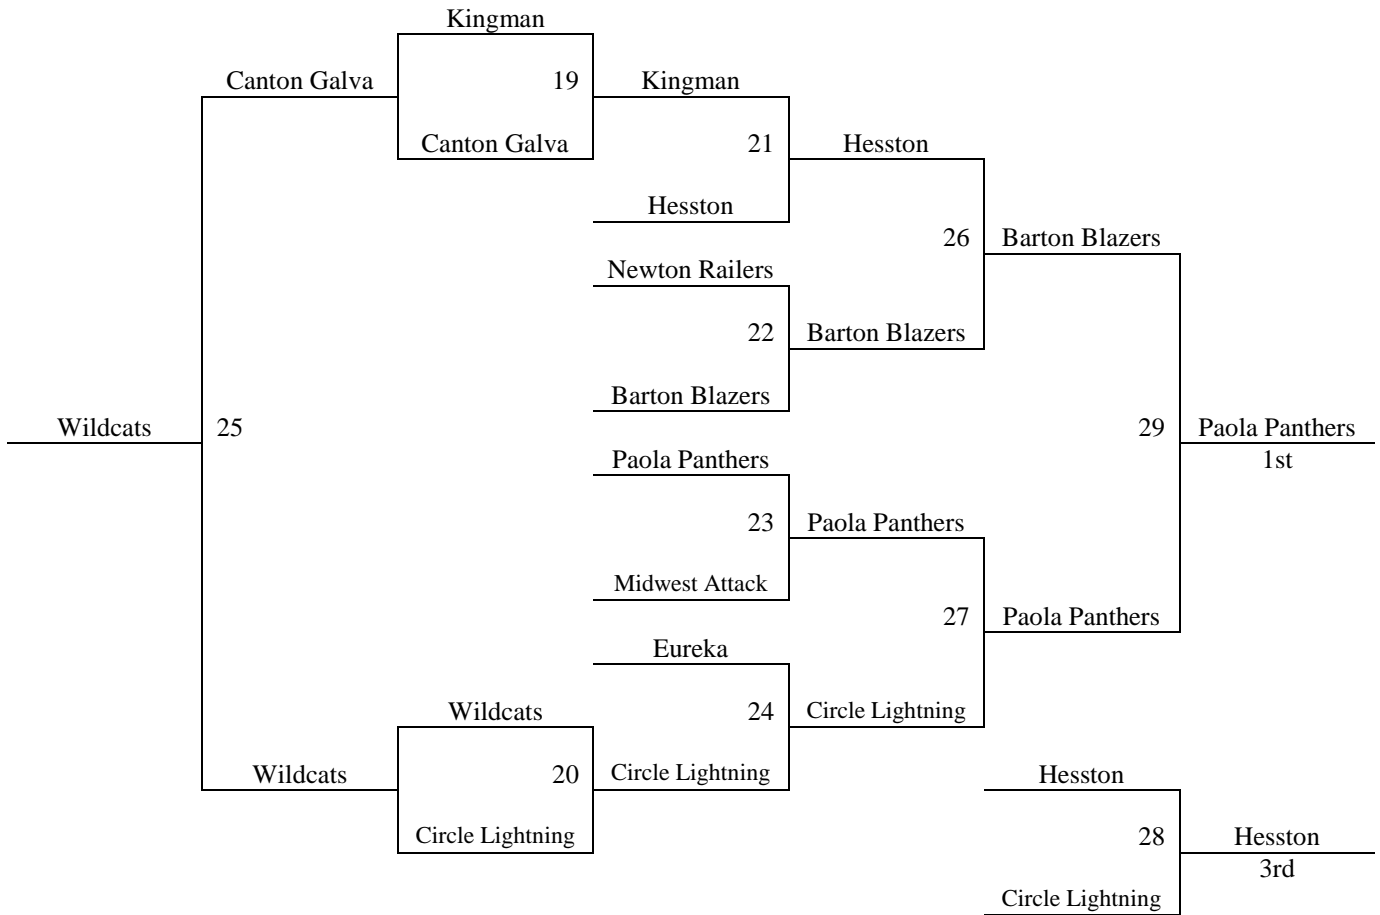 Kingman
Canton Galva
19
Kingman
Canton Galva
21
Hesston
Hesston
26
Barton Blazers
Newton Railers
22
Barton Blazers
Barton Blazers
Wildcats
25
29
Paola Panthers
1st
Paola Panthers
23
Paola Panthers
Midwest Attack
27
Paola Panthers
Eureka
Wildcats
24
Circle Lightning
Wildcats
20
Circle Lightning
Hesston
Circle Lightning
28
Hesston
3rd
Circle Lightning